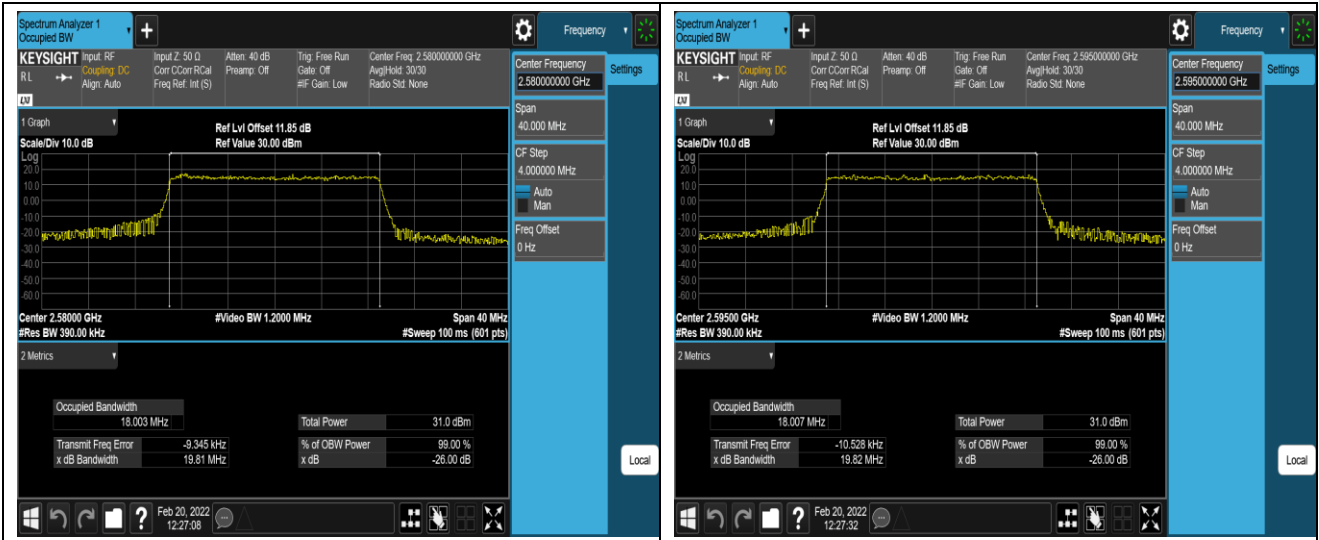 Spectrum Analyzer 1
Occupied BW
Frequency
KEYSIGHT
Input: RF
Coupling: DC
Align: Auto
Input Z: 50 Ω
Corr CCorr RCal
Freq Ref: Int (S)
Atten: 40 dB
Preamp: Off
Trig: Free Run
Gate: Off
#IF Gain: Low
Center Freq: 2.580000000 GHz
Avg|Hold: 30/30
Radio Std: None
RL
LXI
Center Frequency
2.580000000 GHz
Settings
Span
40.000 MHz
CF Step
4.000000 MHz
Auto
Man
Freq Offset
0 Hz
Local
1 Graph
Scale/Div 10.0 dB
Ref Lvl Offset 11.85 dB
Ref Value 30.00 dBm
Log
20.0
10.0
0.00
-10.0
-20.0
-30.0
-40.0
-50.0
-60.0
Center 2.58000 GHz
#Res BW 390.00 kHz
#Video BW 1.2000 MHz
Span 40 MHz
#Sweep 100 ms (601 pts)
2 Metrics
Occupied Bandwidth
18.003 MHz
Total Power 31.0 dBm
Transmit Freq Error -9.345 kHz
% of OBW Power 99.00 %
x dB Bandwidth 19.81 MHz
x dB -26.00 dB
Feb 20, 2022
12:27:08
Spectrum Analyzer 1
Occupied BW
Frequency
KEYSIGHT
Input: RF
Coupling: DC
Align: Auto
Input Z: 50 Ω
Corr CCorr RCal
Freq Ref: Int (S)
Atten: 40 dB
Preamp: Off
Trig: Free Run
Gate: Off
#IF Gain: Low
Center Freq: 2.595000000 GHz
Avg|Hold: 30/30
Radio Std: None
RL
LXI
Center Frequency
2.595000000 GHz
Settings
Span
40.000 MHz
CF Step
4.000000 MHz
Auto
Man
Freq Offset
0 Hz
Local
1 Graph
Scale/Div 10.0 dB
Ref Lvl Offset 11.85 dB
Ref Value 30.00 dBm
Log
20.0
10.0
0.00
-10.0
-20.0
-30.0
-40.0
-50.0
-60.0
Center 2.59500 GHz
#Res BW 390.00 kHz
#Video BW 1.2000 MHz
Span 40 MHz
#Sweep 100 ms (601 pts)
2 Metrics
Occupied Bandwidth
18.007 MHz
Total Power 31.0 dBm
Transmit Freq Error -10.528 kHz
% of OBW Power 99.00 %
x dB Bandwidth 19.82 MHz
x dB -26.00 dB
Feb 20, 2022
12:27:32